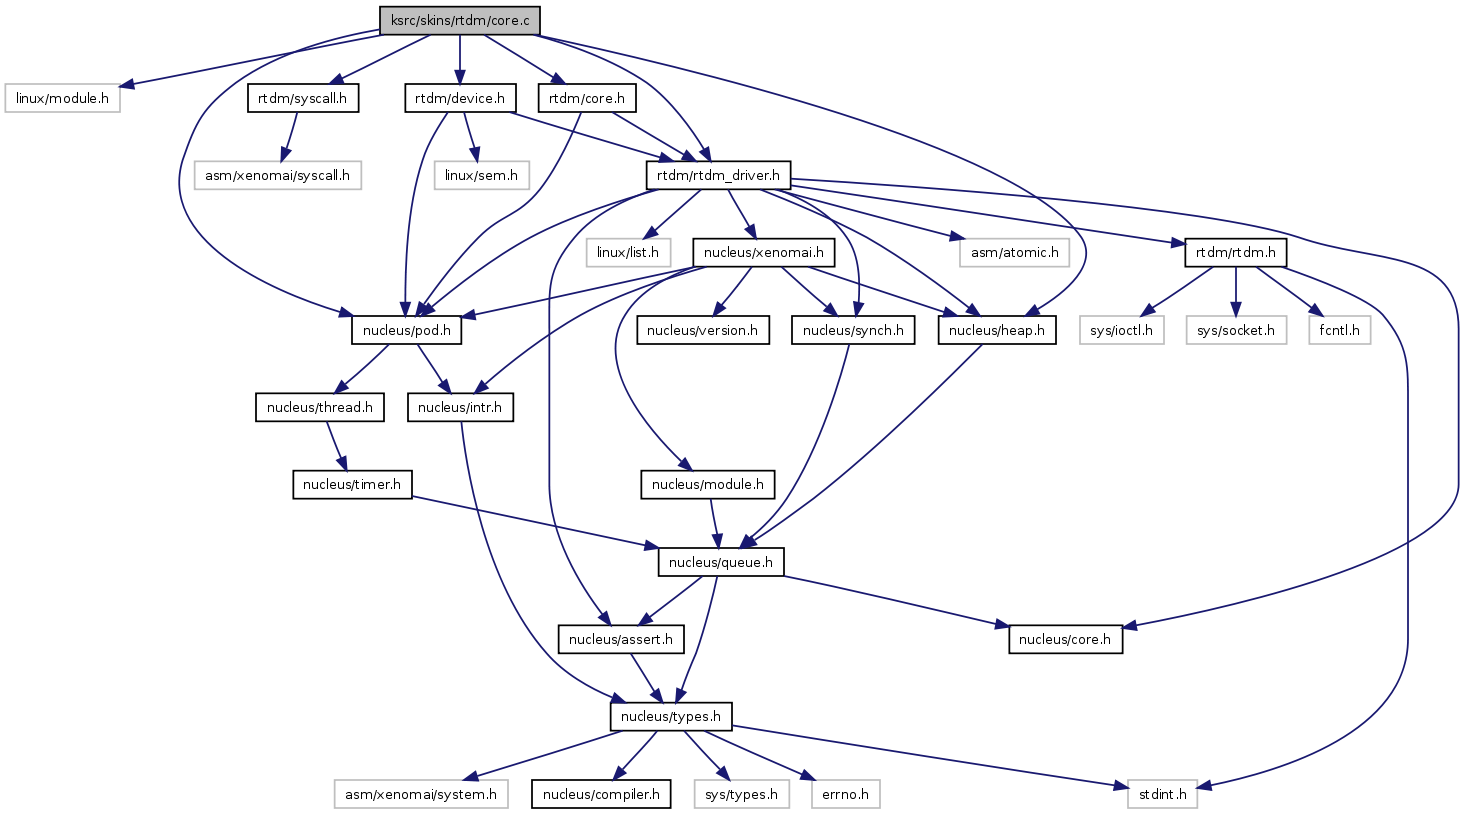 ksrc/skins/rtdm/core.c
linux/module.h
rtdm/syscall.h
rtdm/device.h
rtdm/core.h
asm/xenomai/syscall.h
linux/sem.h
rtdm/rtdm_driver.h
linux/list.h
nucleus/xenomai.h
asm/atomic.h
rtdm/rtdm.h
nucleus/pod.h
nucleus/version.h
nucleus/synch.h
nucleus/heap.h
sys/ioctl.h
sys/socket.h
fcntl.h
nucleus/thread.h
nucleus/intr.h
nucleus/timer.h
nucleus/module.h
nucleus/queue.h
nucleus/assert.h
nucleus/core.h
nucleus/types.h
asm/xenomai/system.h
nucleus/compiler.h
sys/types.h
errno.h
stdint.h